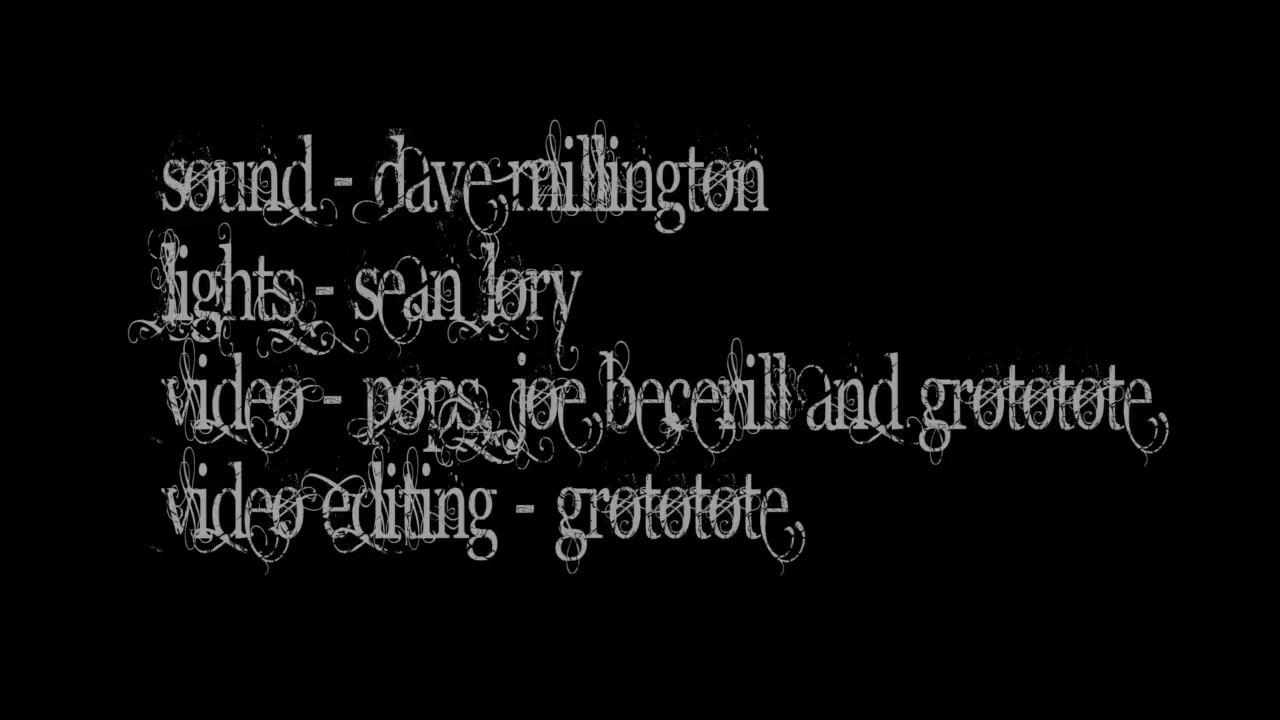 sound - dave millington
lights - sean lory
video - pops, joe becerill and grototote
video editing - grototote